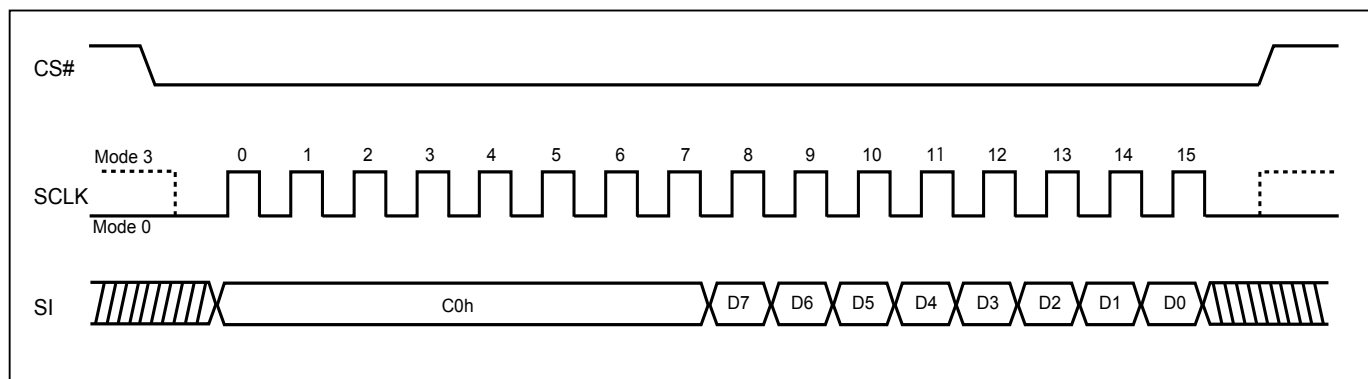 CS#
Mode 3
0 1 2 3 4 5 6 7 8 9 10 11 12 13 14 15
SCLK
Mode 0
SI
C0h
D7 D6 D5 D4 D3 D2 D1 D0